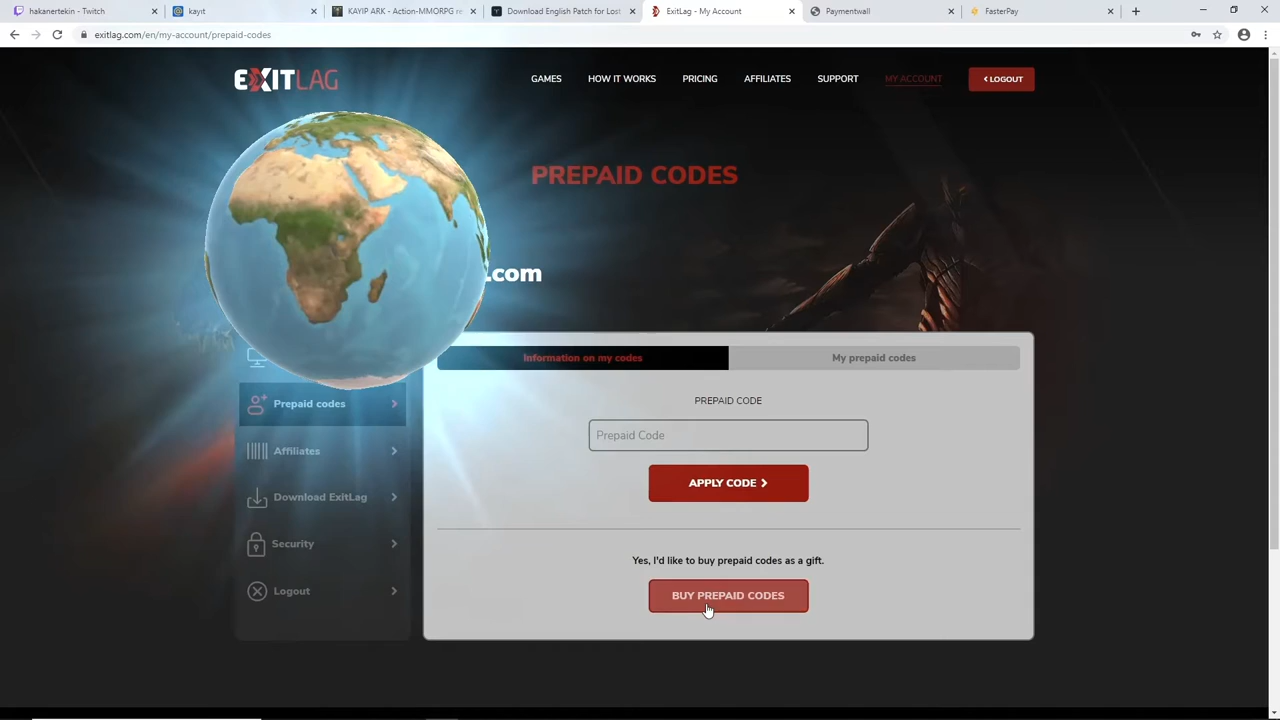 hakanertekin - Twitch
kayıt
KAYIP ARK - Action-MMORPG re
Download English Patch for Lost
ExitLag - My Account
Paymentwall
FasterPay
exitlag.com/en/my-account/prepaid-codes
EXITLAG
GAMES
HOW IT WORKS
PRICING
AFFILIATES
SUPPORT
MY ACCOUNT
LOGOUT
PREPAID CODES
.com
Information on my codes
My prepaid codes
Prepaid codes
Affiliates
Download ExitLag
Security
Logout
PREPAID CODE
Prepaid Code
APPLY CODE
Yes, I'd like to buy prepaid codes as a gift.
BUY PREPAID CODES